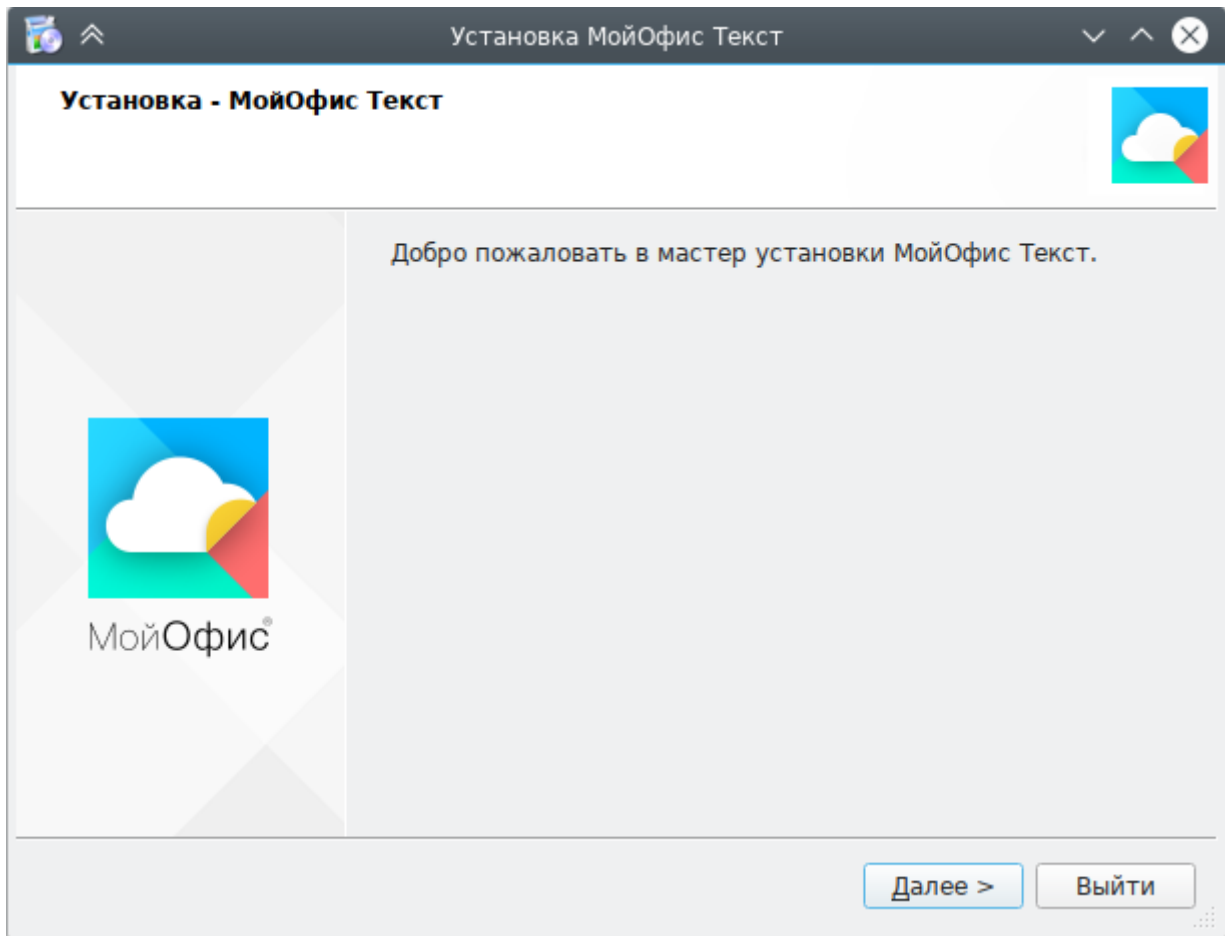 Установка МойОфис Текст
Установка - МойОфис Текст
Добро пожаловать в мастер установки МойОфис Текст.
МойОфис®
Далее >
Выйти